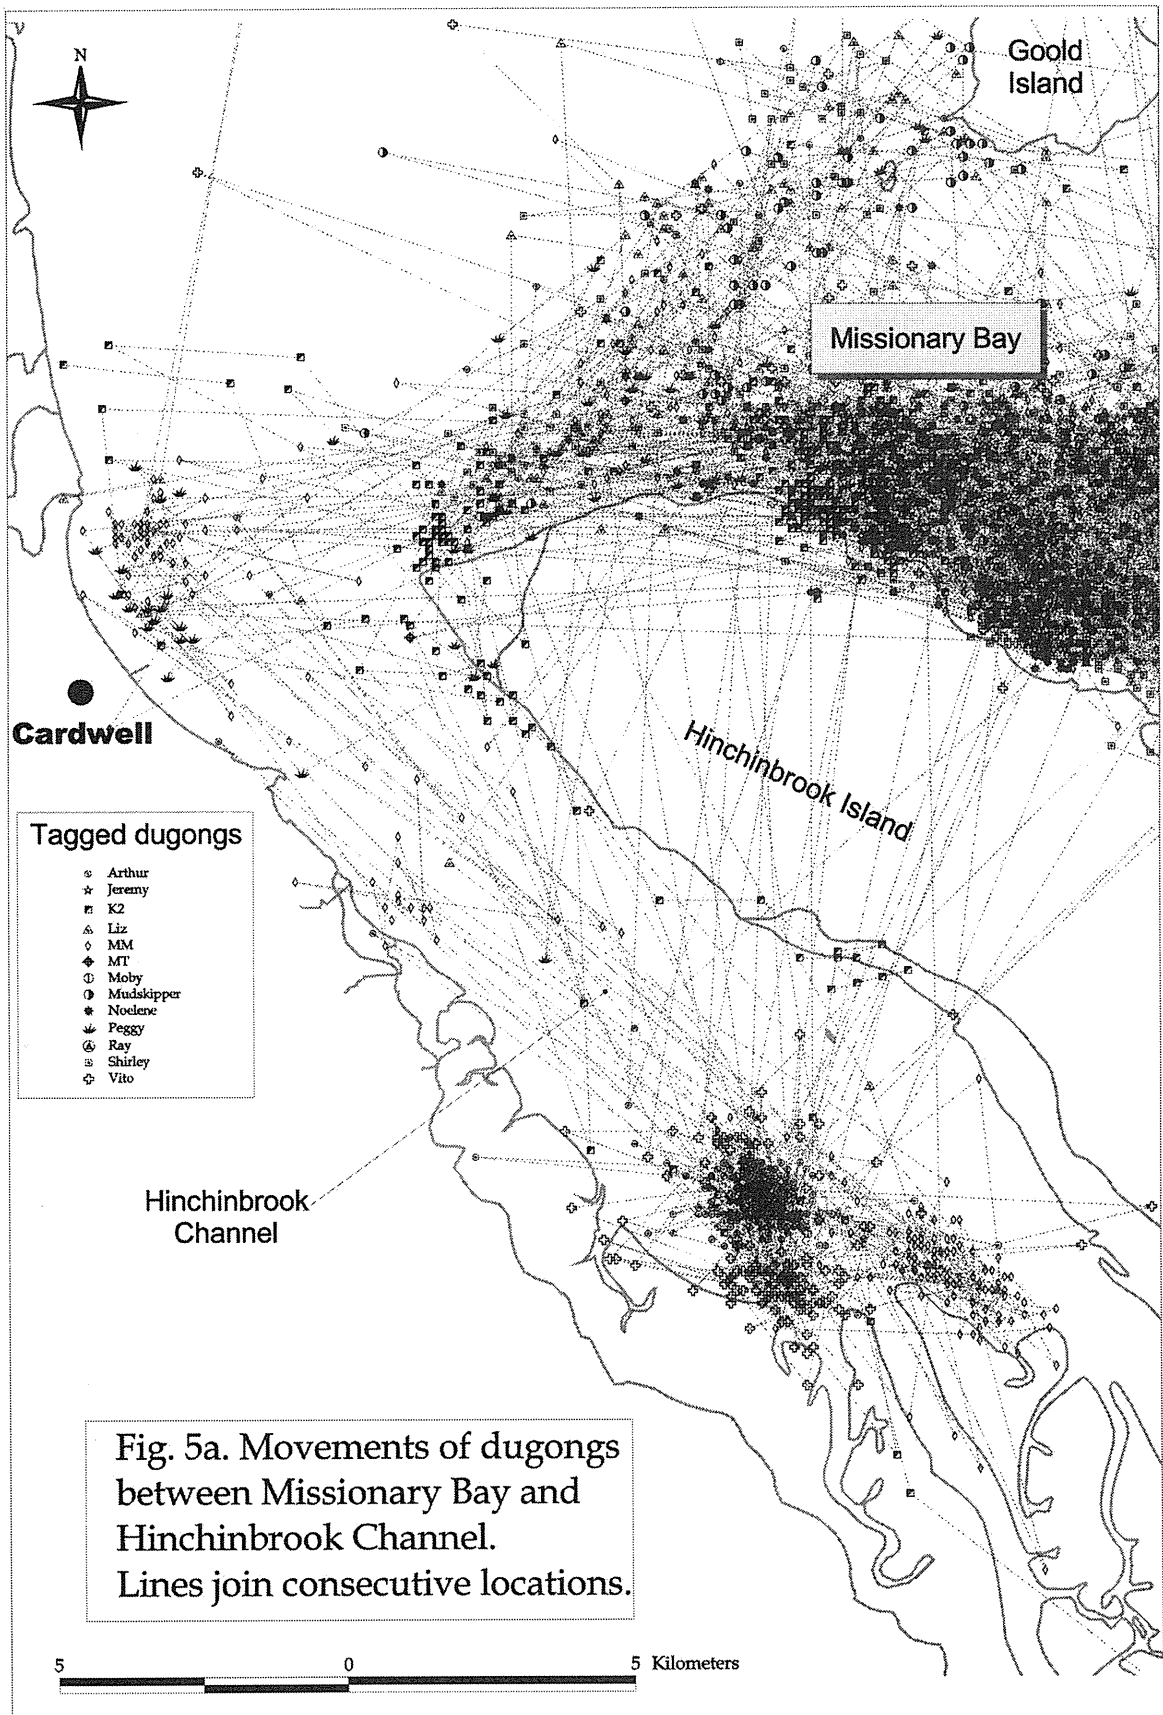 N
Goold
Island
Missionary Bay
Cardwell
Hinchinbrook Island
Tagged dugongs
Arthur
Jeremy
K2
Liz
MM
MT
Moby
Mudskipper
Noelene
Peggy
Ray
Shirley
Vito
Hinchinbrook
Channel
Fig. 5a. Movements of dugongs
between Missionary Bay and
Hinchinbrook Channel.
Lines join consecutive locations.
5 0 5 Kilometers